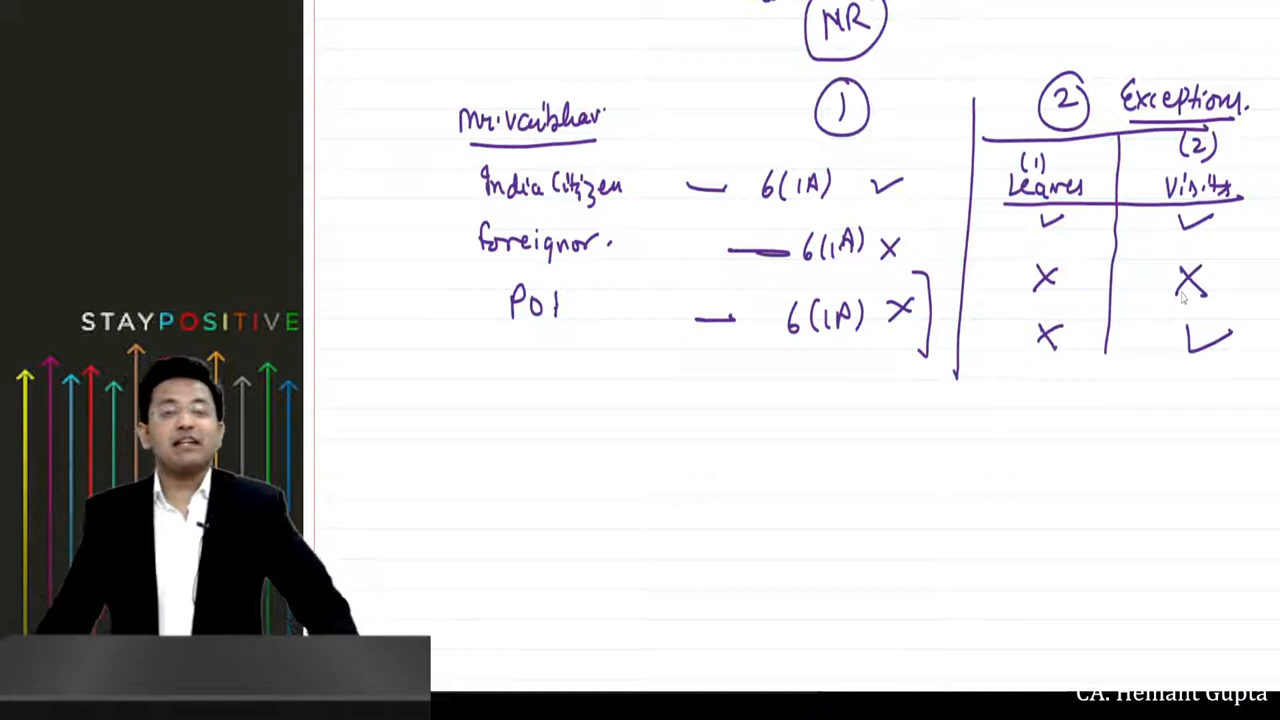 NR
1
2 Exceptions.
Mr. Vaibhav
(1) (2)
Leaves Visits
India Citizen — 6(1A) ✓ ✓ ✓
foreignor. — 6(1A) X X X
POI — 6(1A) X X ✓
STAYPOSITIVE
CA. Hemant Gupta